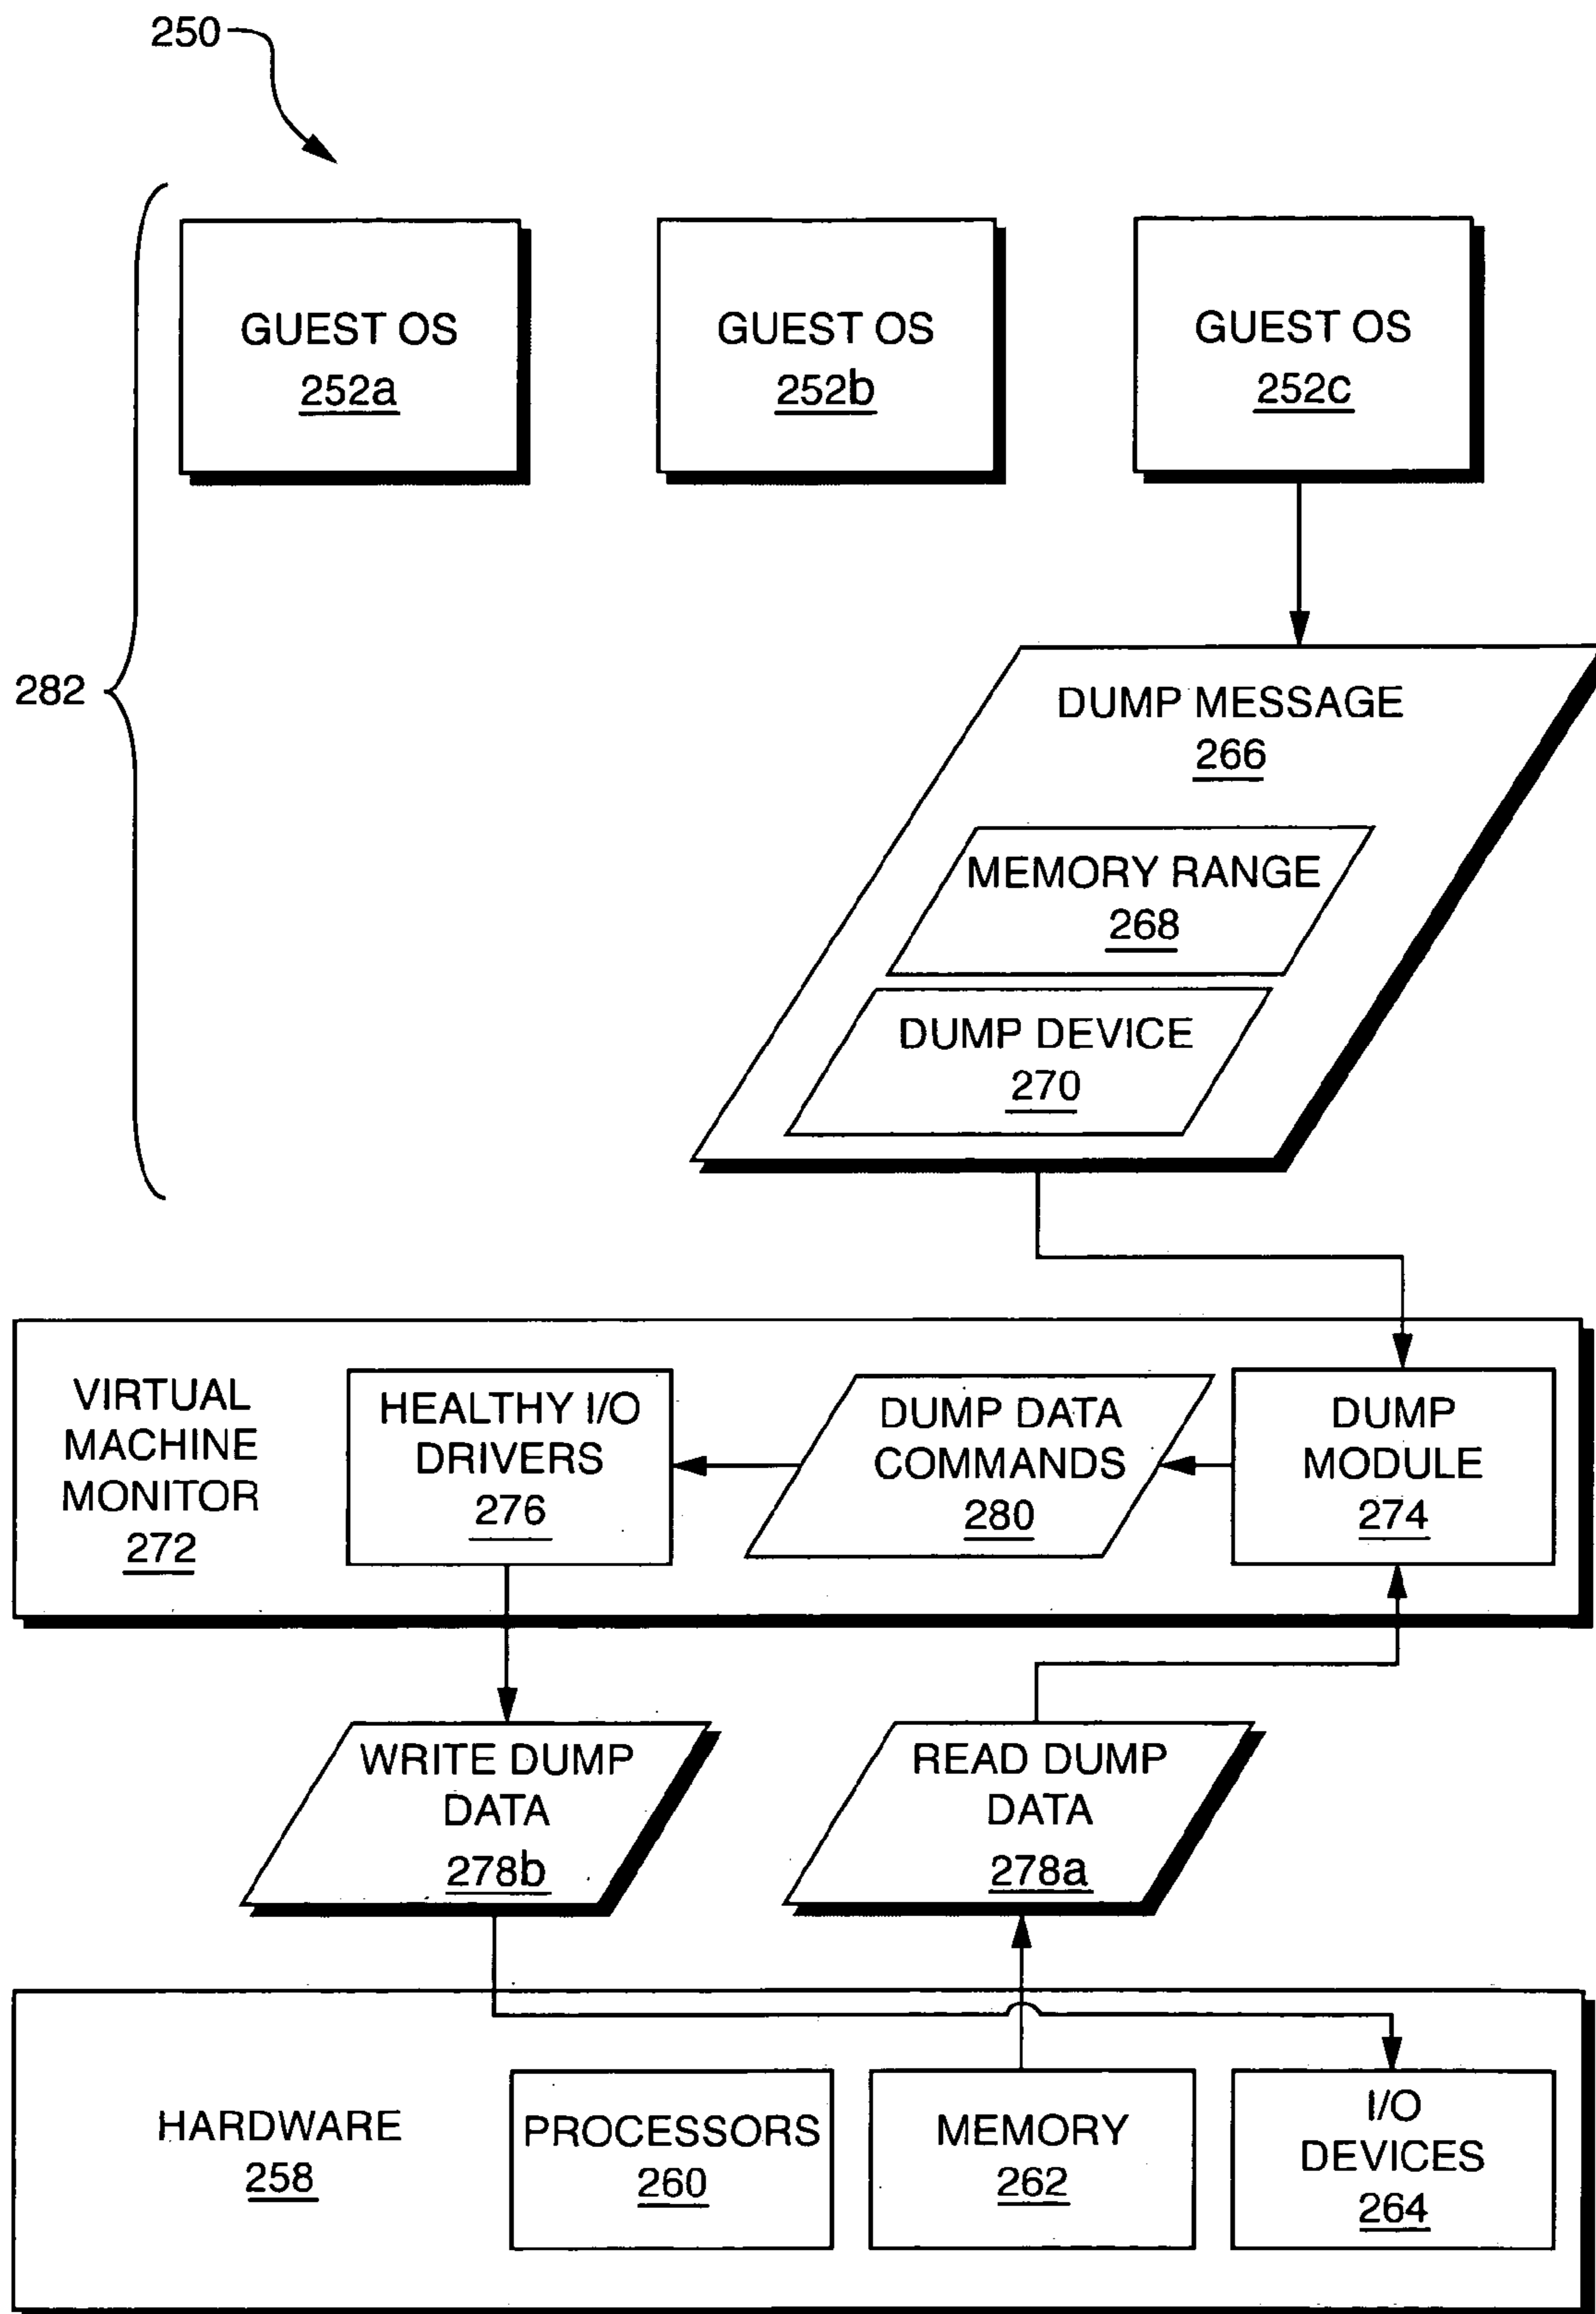 250
GUEST OS
252a
GUEST OS
252b
GUEST OS
252c
282
DUMP MESSAGE
266
MEMORY RANGE
268
DUMP DEVICE
270
VIRTUAL
MACHINE
MONITOR
272
HEALTHY I/O
DRIVERS
276
DUMP DATA
COMMANDS
280
DUMP
MODULE
274
WRITE DUMP
DATA
278b
READ DUMP
DATA
278a
HARDWARE
258
PROCESSORS
260
MEMORY
262
I/O
DEVICES
264